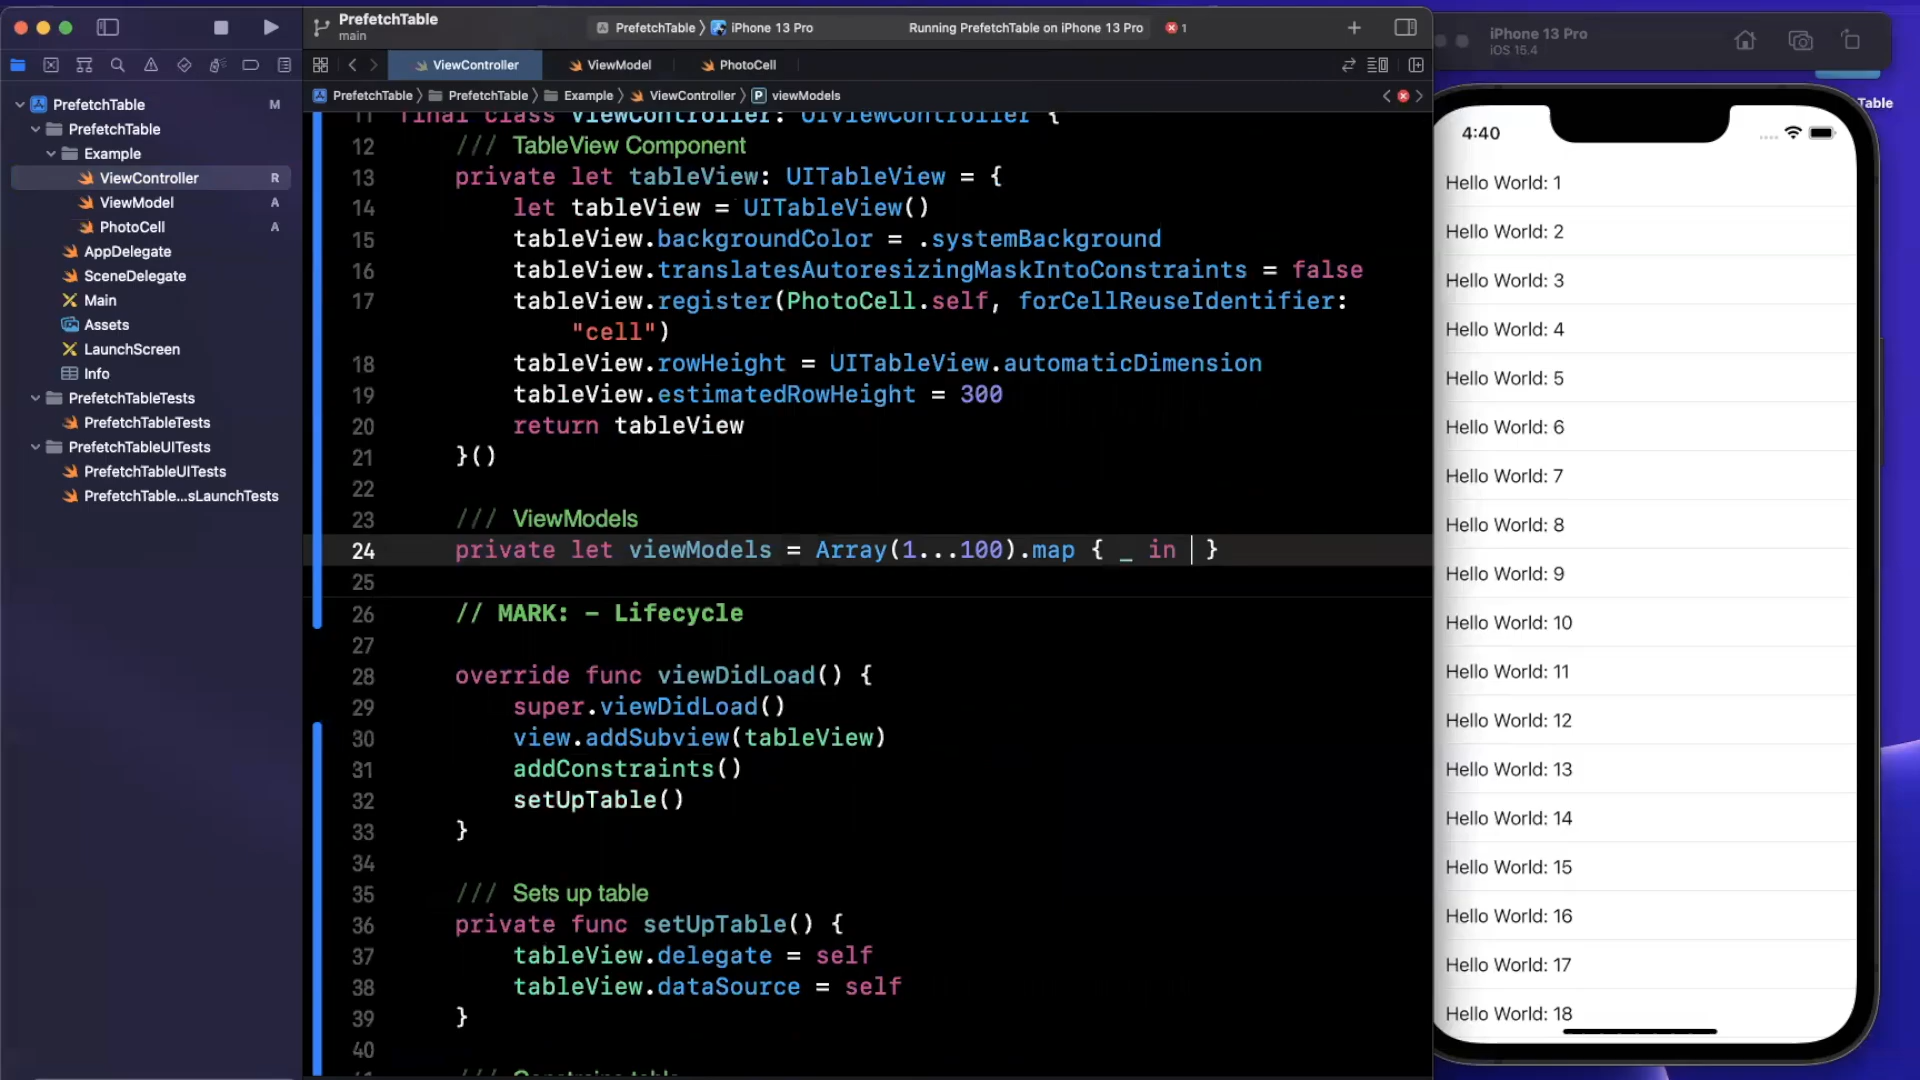 PrefetchTable
main
PrefetchTable 〉 iPhone 13 Pro
Running PrefetchTable on iPhone 13 Pro
1
iPhone 13 Pro
iOS 15.4
ViewController
ViewModel
PhotoCell
PrefetchTable 〉 PrefetchTable 〉 Example 〉 ViewController 〉 P viewModels
PrefetchTable M
PrefetchTable
Example
ViewController R
ViewModel A
PhotoCell A
AppDelegate
SceneDelegate
Main
Assets
LaunchScreen
Info
PrefetchTableTests
PrefetchTableTests
PrefetchTableUITests
PrefetchTableUITests
PrefetchTable...sLaunchTests
11 final class ViewController: UIViewController {
12 /// TableView Component
13 private let tableView: UITableView = {
14 let tableView = UITableView()
15 tableView.backgroundColor = .systemBackground
16 tableView.translatesAutoresizingMaskIntoConstraints = false
17 tableView.register(PhotoCell.self, forCellReuseIdentifier:
"cell")
18 tableView.rowHeight = UITableView.automaticDimension
19 tableView.estimatedRowHeight = 300
20 return tableView
21 }()
22
23 /// ViewModels
24 private let viewModels = Array(1...100).map { _ in }
25
26 // MARK: - Lifecycle
27
28 override func viewDidLoad() {
29 super.viewDidLoad()
30 view.addSubview(tableView)
31 addConstraints()
32 setUpTable()
33 }
34
35 /// Sets up table
36 private func setUpTable() {
37 tableView.delegate = self
38 tableView.dataSource = self
39 }
40
Table
4:40
Hello World: 1
Hello World: 2
Hello World: 3
Hello World: 4
Hello World: 5
Hello World: 6
Hello World: 7
Hello World: 8
Hello World: 9
Hello World: 10
Hello World: 11
Hello World: 12
Hello World: 13
Hello World: 14
Hello World: 15
Hello World: 16
Hello World: 17
Hello World: 18